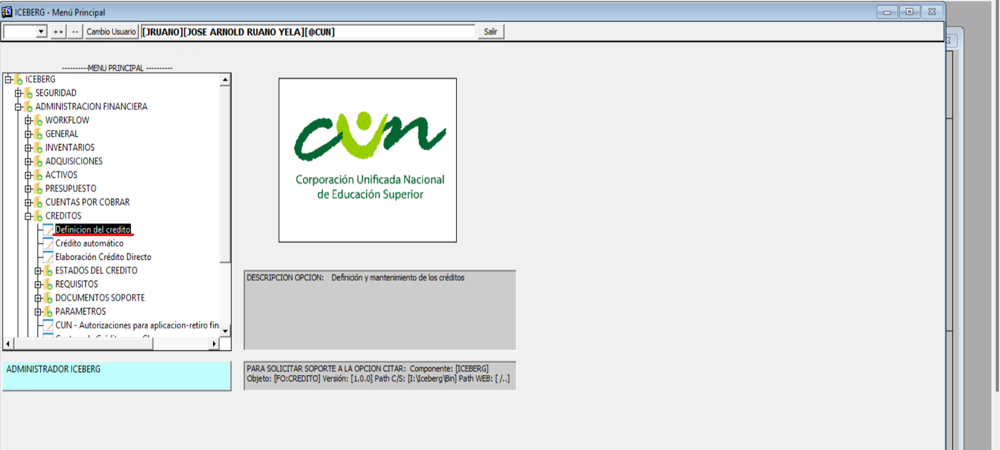 ICEBERG - Menú Principal
++ -- Cambio Usuario [JRUANO][JOSE ARNOLD RUANO YELA][@CUN] Salir
----------MENU PRINCIPAL ----------
ICEBERG
SEGURIDAD
ADMINISTRACION FINANCIERA
WORKFLOW
GENERAL
INVENTARIOS
ADQUISICIONES
ACTIVOS
PRESUPUESTO
CUENTAS POR COBRAR
CREDITOS
Definicion del credito
Crédito automático
Elaboración Crédito Directo
ESTADOS DEL CREDITO
REQUISITOS
DOCUMENTOS SOPORTE
PARAMETROS
CUN - Autorizaciones para aplicacion-retiro fin
ADMINISTRADOR ICEBERG
cun
Corporación Unificada Nacional
de Educación Superior
DESCRIPCION OPCION: Definición y mantenimiento de los créditos
PARA SOLICITAR SOPORTE A LA OPCION CITAR: Componente: [ICEBERG]
Objeto: [FO:CREDITO] Versión: [1.0.0] Path C/S: [I:\Iceberg\Bin] Path WEB: [ /..]